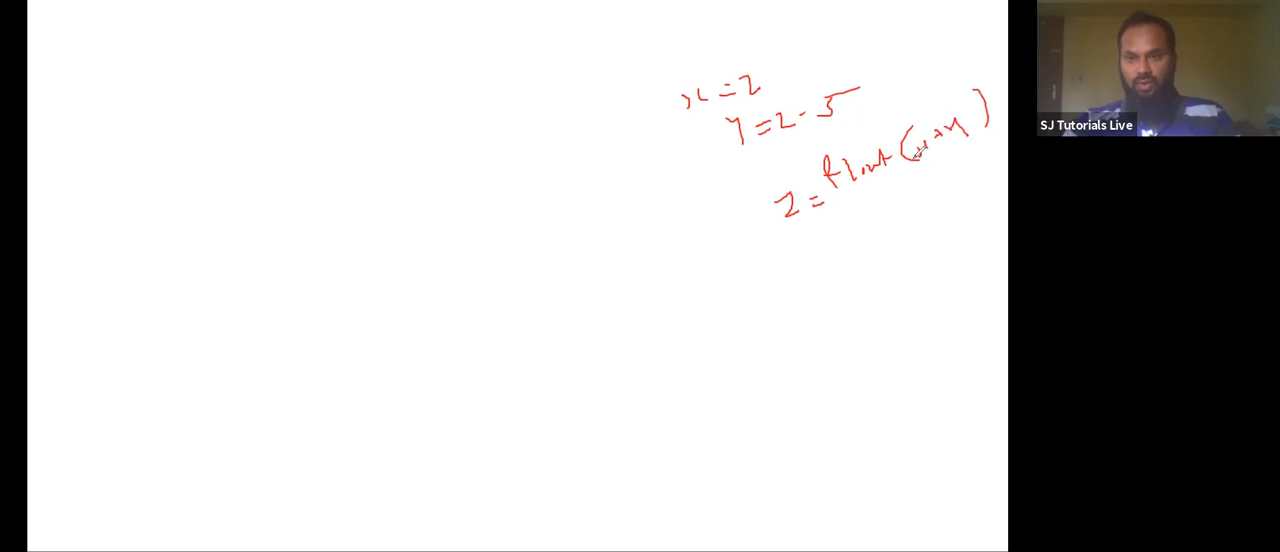 x = 2
y = 2.5
z = float(x+y)
SJ Tutorials Live